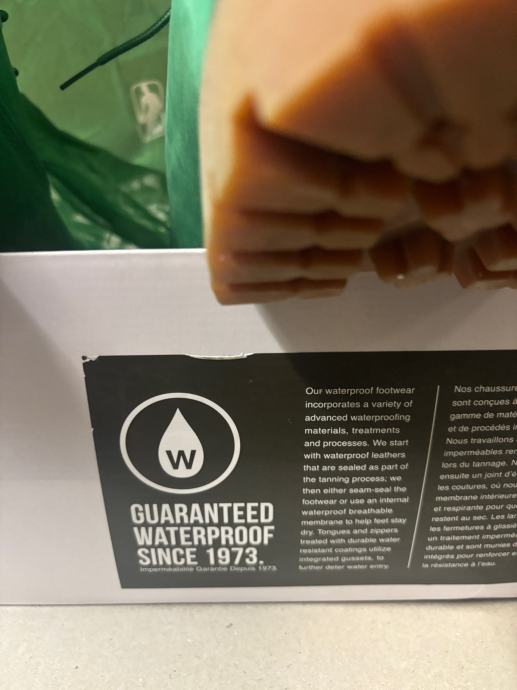 W
GUARANTEED
WATERPROOF
SINCE 1973.
Imperméabilité Garantie Depuis 1973.
Our waterproof footwear
incorporates a variety of
advanced waterproofing
materials, treatments
and processes. We start
with waterproof leathers
that are sealed as part of
the tanning process; we
then either seam-seal the
footwear or use an internal
waterproof breathable
membrane to help feet stay
dry. Tongues and zippers
treated with durable water
resistant coatings utilize
integrated gussets, to
further deter water entry.
Nos chaussure
sont conçues à
gamme de maté
et de procédés i
Nous travaillons
imperméables ren
lors du tannage. N
ensuite un joint d'é
les coutures, où nou
membrane intérieure
et respirante pour que
restent au sec. Les lan
les fermetures à glissiè
un traitement imperméa
durable et sont munies d
intégrés pour renforcer e
la résistance à l'eau.